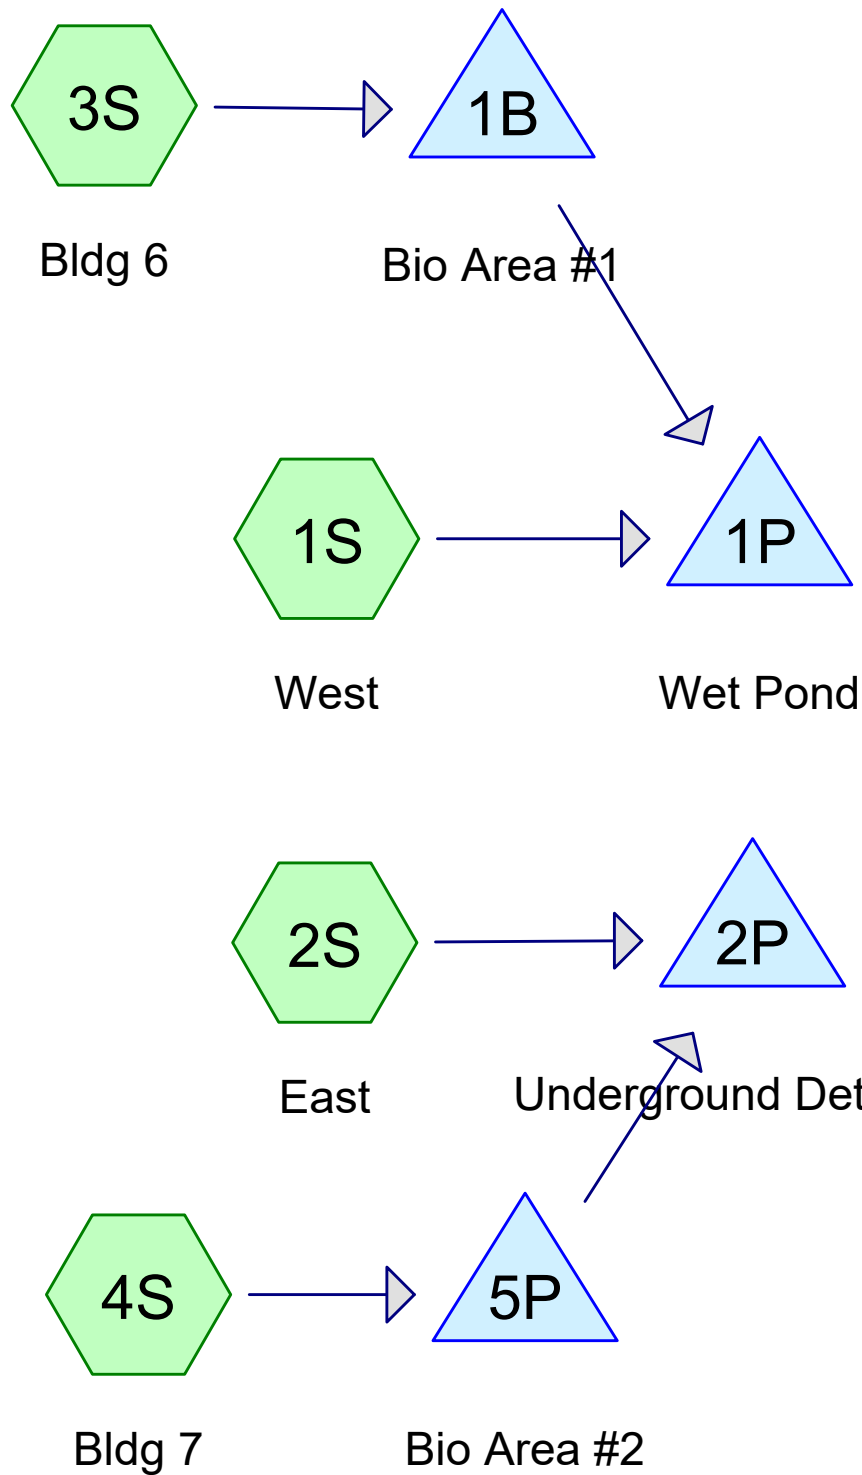 3S
1B
Bldg 6
Bio Area #1
1S
1P
West
Wet Pond
2S
2P
East
Underground Det
4S
5P
Bldg 7
Bio Area #2